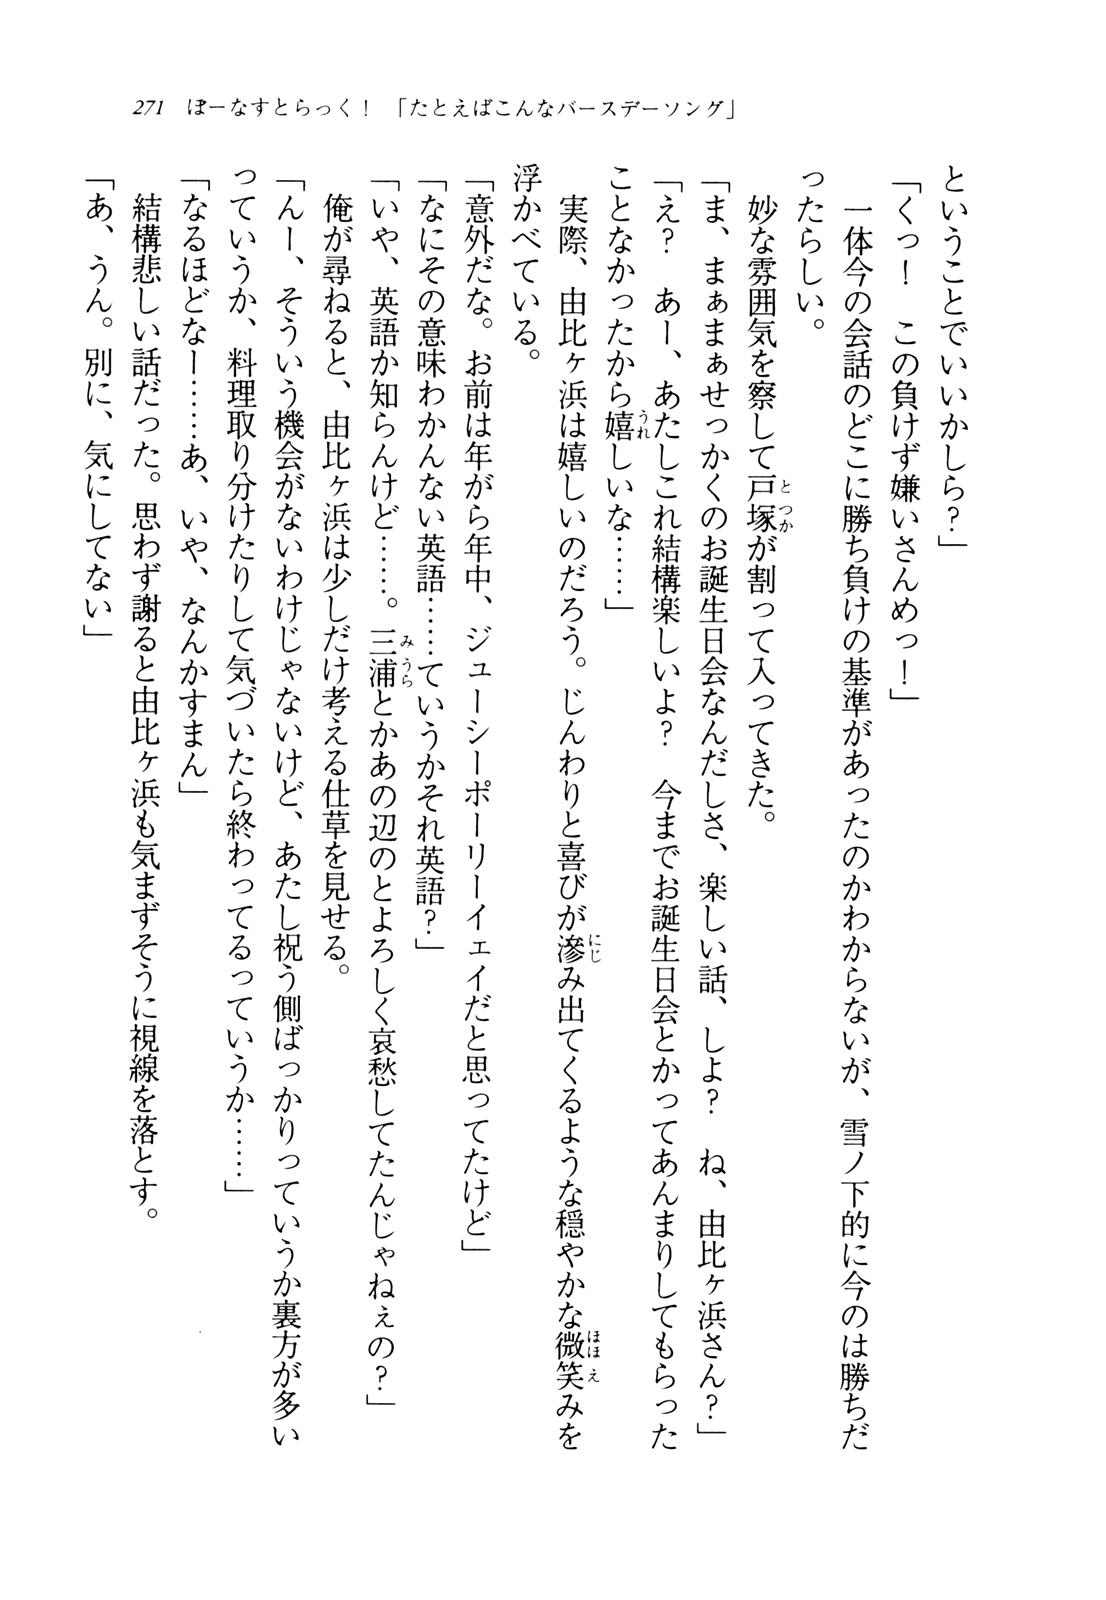 271 ぼーなすとらっく！ 「たとえばこんなバースデーソング」
ということでいいかしら？」
「くっ！　この負けず嫌いさんめっ！」
　一体今の会話のどこに勝ち負けの基準があったのかわからないが、雪ノ下的に今のは勝ちだ
ったらしい。
　妙な雰囲気を察して戸塚が割って入ってきた。
「ま、まぁまぁせっかくのお誕生日会なんだしさ、楽しい話、しよ？　ね、由比ヶ浜さん？」
「え？　あー、あたしこれ結構楽しいよ？　今までお誕生日会とかってあんまりしてもらった
ことなかったから嬉しいな……」
　実際、由比ヶ浜は嬉しいのだろう。じんわりと喜びが滲み出てくるような穏やかな微笑みを
浮かべている。
「意外だな。お前は年がら年中、ジューシーポーリーイェイだと思ってたけど」
「なにその意味わかんない英語……ていうかそれ英語？」
「いや、英語か知らんけど……。三浦とかあの辺のとよろしく哀愁してたんじゃねぇの？」
　俺が尋ねると、由比ヶ浜は少しだけ考える仕草を見せる。
「んー、そういう機会がないわけじゃないけど、あたし祝う側ばっかりっていうか裏方が多い
っていうか、料理取り分けたりして気づいたら終わってるっていうか……」
「なるほどなー……あ、いや、なんかすまん」
　結構悲しい話だった。思わず謝ると由比ヶ浜も気まずそうに視線を落とす。
「あ、うん。別に、気にしてない」